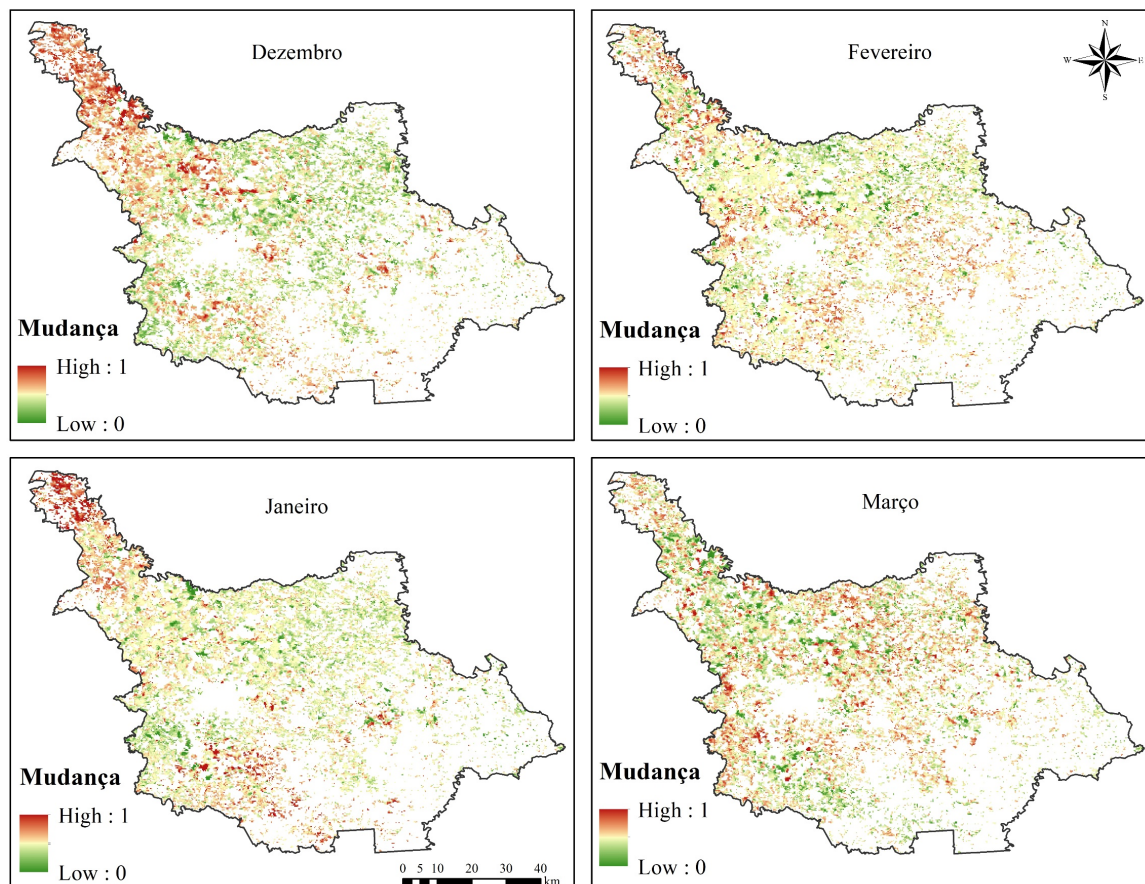 Dezembro
Mudança
High : 1
Low : 0
Fevereiro
N
W E
S
Mudança
High : 1
Low : 0
Janeiro
Mudança
High : 1
Low : 0
0 5 10 20 30 40
km
Março
Mudança
High : 1
Low : 0